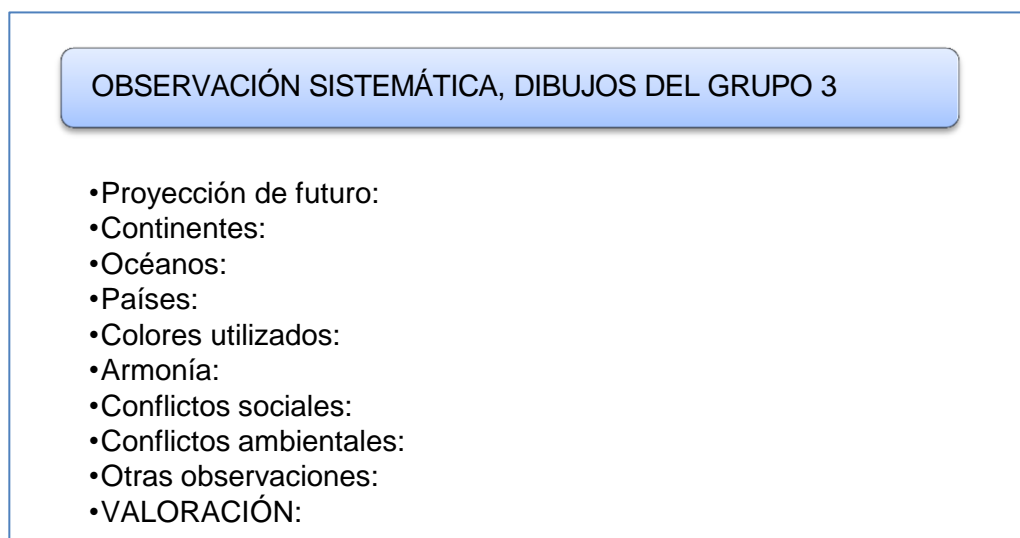 OBSERVACIÓN SISTEMÁTICA, DIBUJOS DEL GRUPO 3
•Proyección de futuro:
•Continentes:
•Océanos:
•Países:
•Colores utilizados:
•Armonía:
•Conflictos sociales:
•Conflictos ambientales:
•Otras observaciones:
•VALORACIÓN: